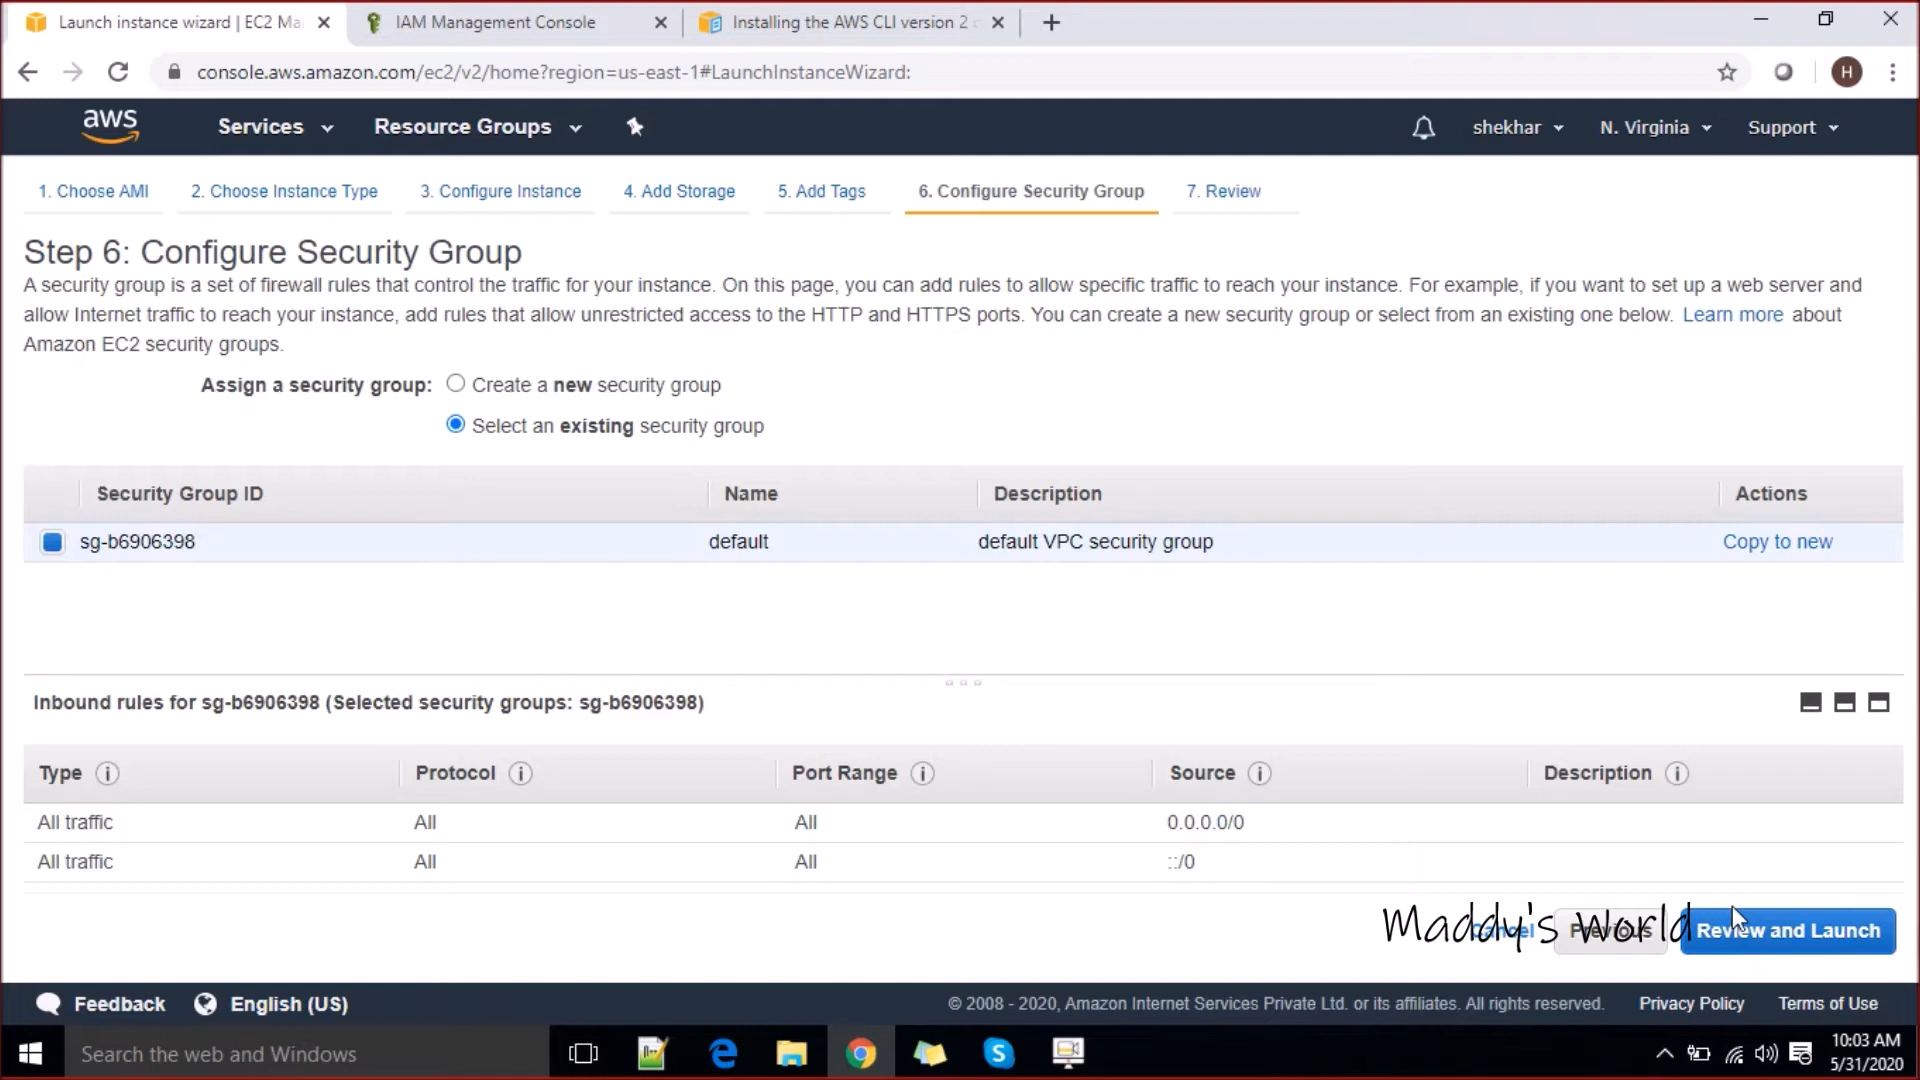 Launch instance wizard | EC2 Ma
IAM Management Console
Installing the AWS CLI version 2
console.aws.amazon.com/ec2/v2/home?region=us-east-1#LaunchInstanceWizard:
H
aws
Services
Resource Groups
shekhar
N. Virginia
Support
1. Choose AMI
2. Choose Instance Type
3. Configure Instance
4. Add Storage
5. Add Tags
6. Configure Security Group
7. Review
Step 6: Configure Security Group
A security group is a set of firewall rules that control the traffic for your instance. On this page, you can add rules to allow specific traffic to reach your instance. For example, if you want to set up a web server and
allow Internet traffic to reach your instance, add rules that allow unrestricted access to the HTTP and HTTPS ports. You can create a new security group or select from an existing one below. Learn more about
Amazon EC2 security groups.
Assign a security group:
Create a new security group
Select an existing security group
Security Group ID
Name
Description
Actions
sg-b6906398
default
default VPC security group
Copy to new
Inbound rules for sg-b6906398 (Selected security groups: sg-b6906398)
Type
Protocol
Port Range
Source
Description
All traffic
All
All
0.0.0.0/0
All traffic
All
All
::/0
Maddy's World
Cancel
Previous
Review and Launch
Feedback
English (US)
© 2008 - 2020, Amazon Internet Services Private Ltd. or its affiliates. All rights reserved.
Privacy Policy
Terms of Use
Search the web and Windows
10:03 AM
5/31/2020